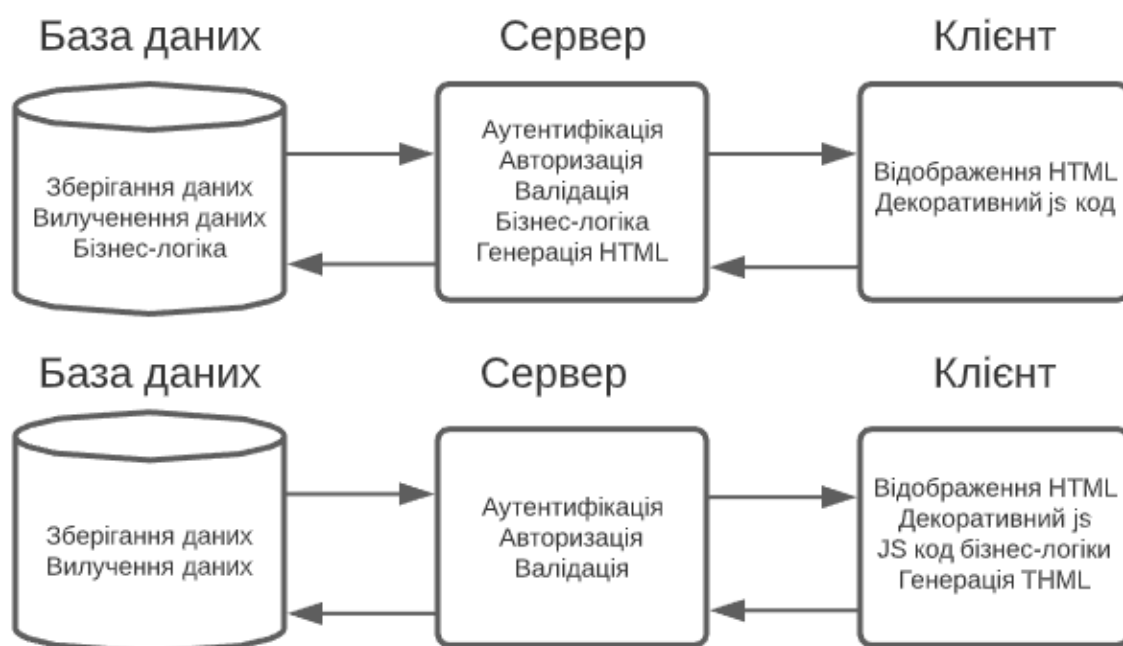 База даних
Сервер
Клієнт
Зберігання даних
Вилученення даних
Бізнес-логіка
Аутентифікація
Авторизація
Валідація
Бізнес-логіка
Генерація HTML
Відображення HTML
Декоративний js код
База даних
Сервер
Клієнт
Зберігання даних
Вилучення даних
Аутентифікація
Авторизація
Валідація
Відображення HTML
Декоративний js
JS код бізнес-логіки
Генерація THML